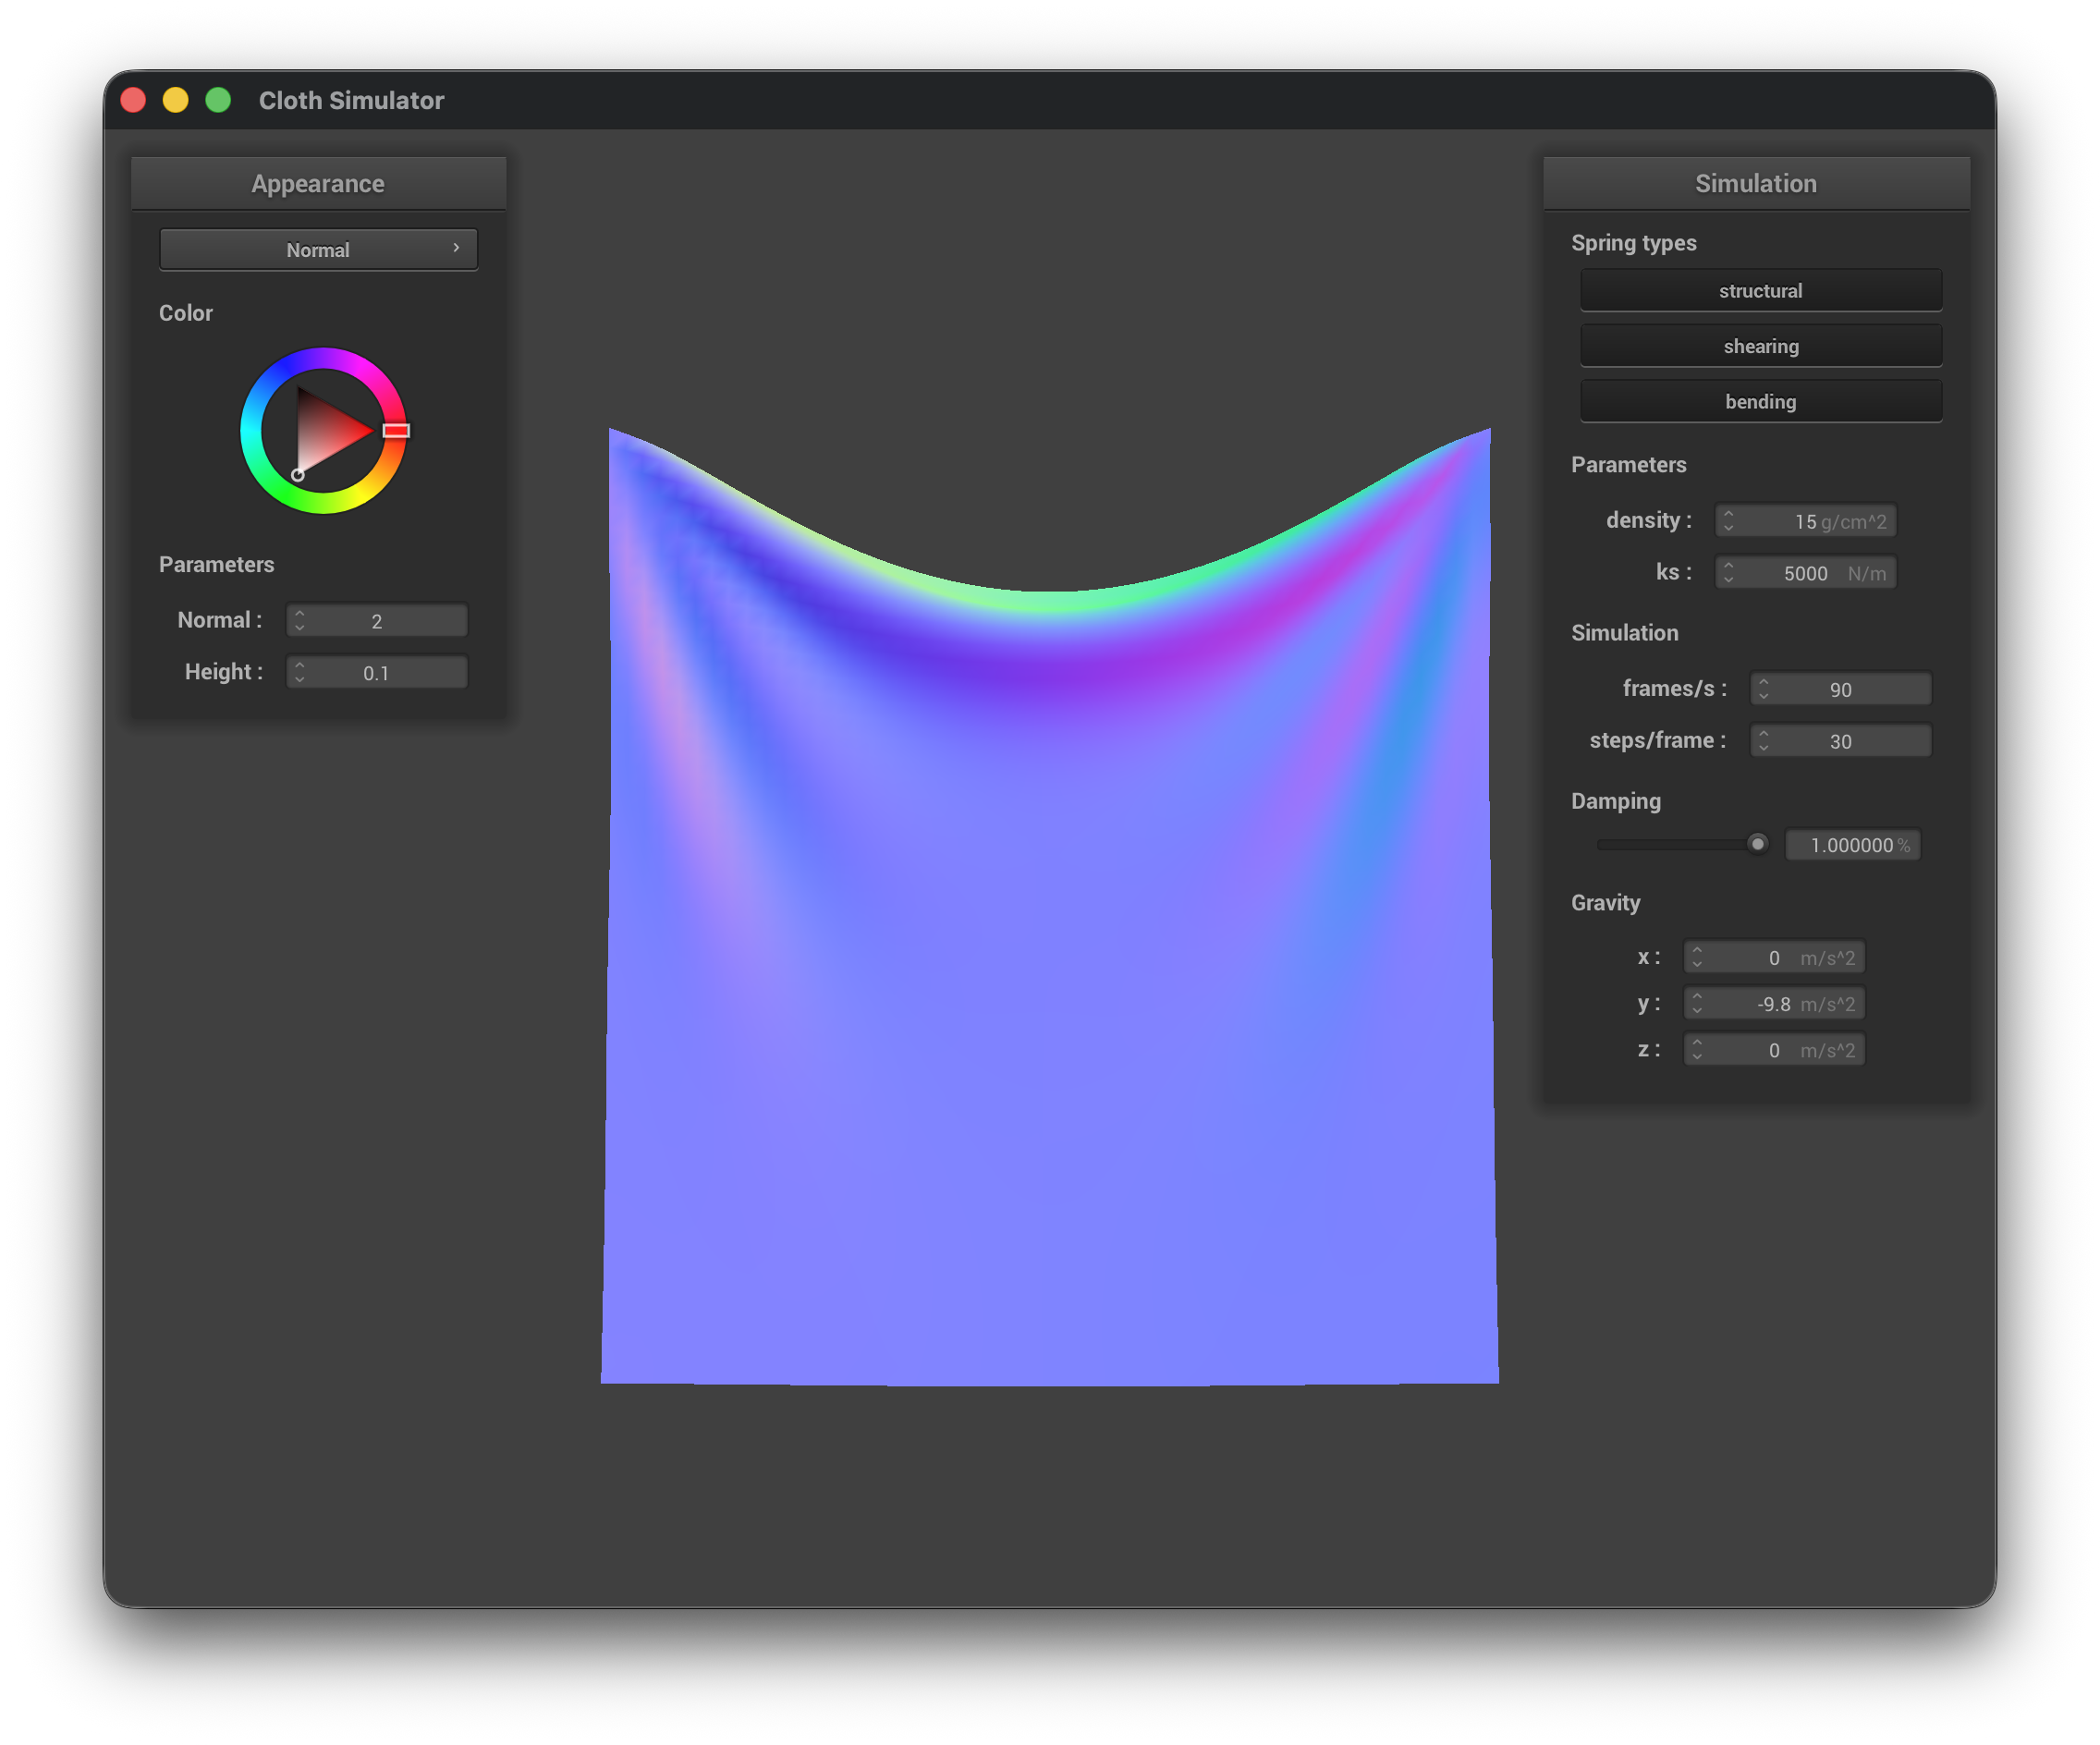 Cloth Simulator
Appearance
Normal
Color
Parameters
Normal : 2
Height : 0.1
Simulation
Spring types
structural
shearing
bending
Parameters
density : 15 g/cm^2
ks : 5000 N/m
Simulation
frames/s : 90
steps/frame : 30
Damping
1.000000 %
Gravity
x : 0 m/s^2
y : -9.8 m/s^2
z : 0 m/s^2